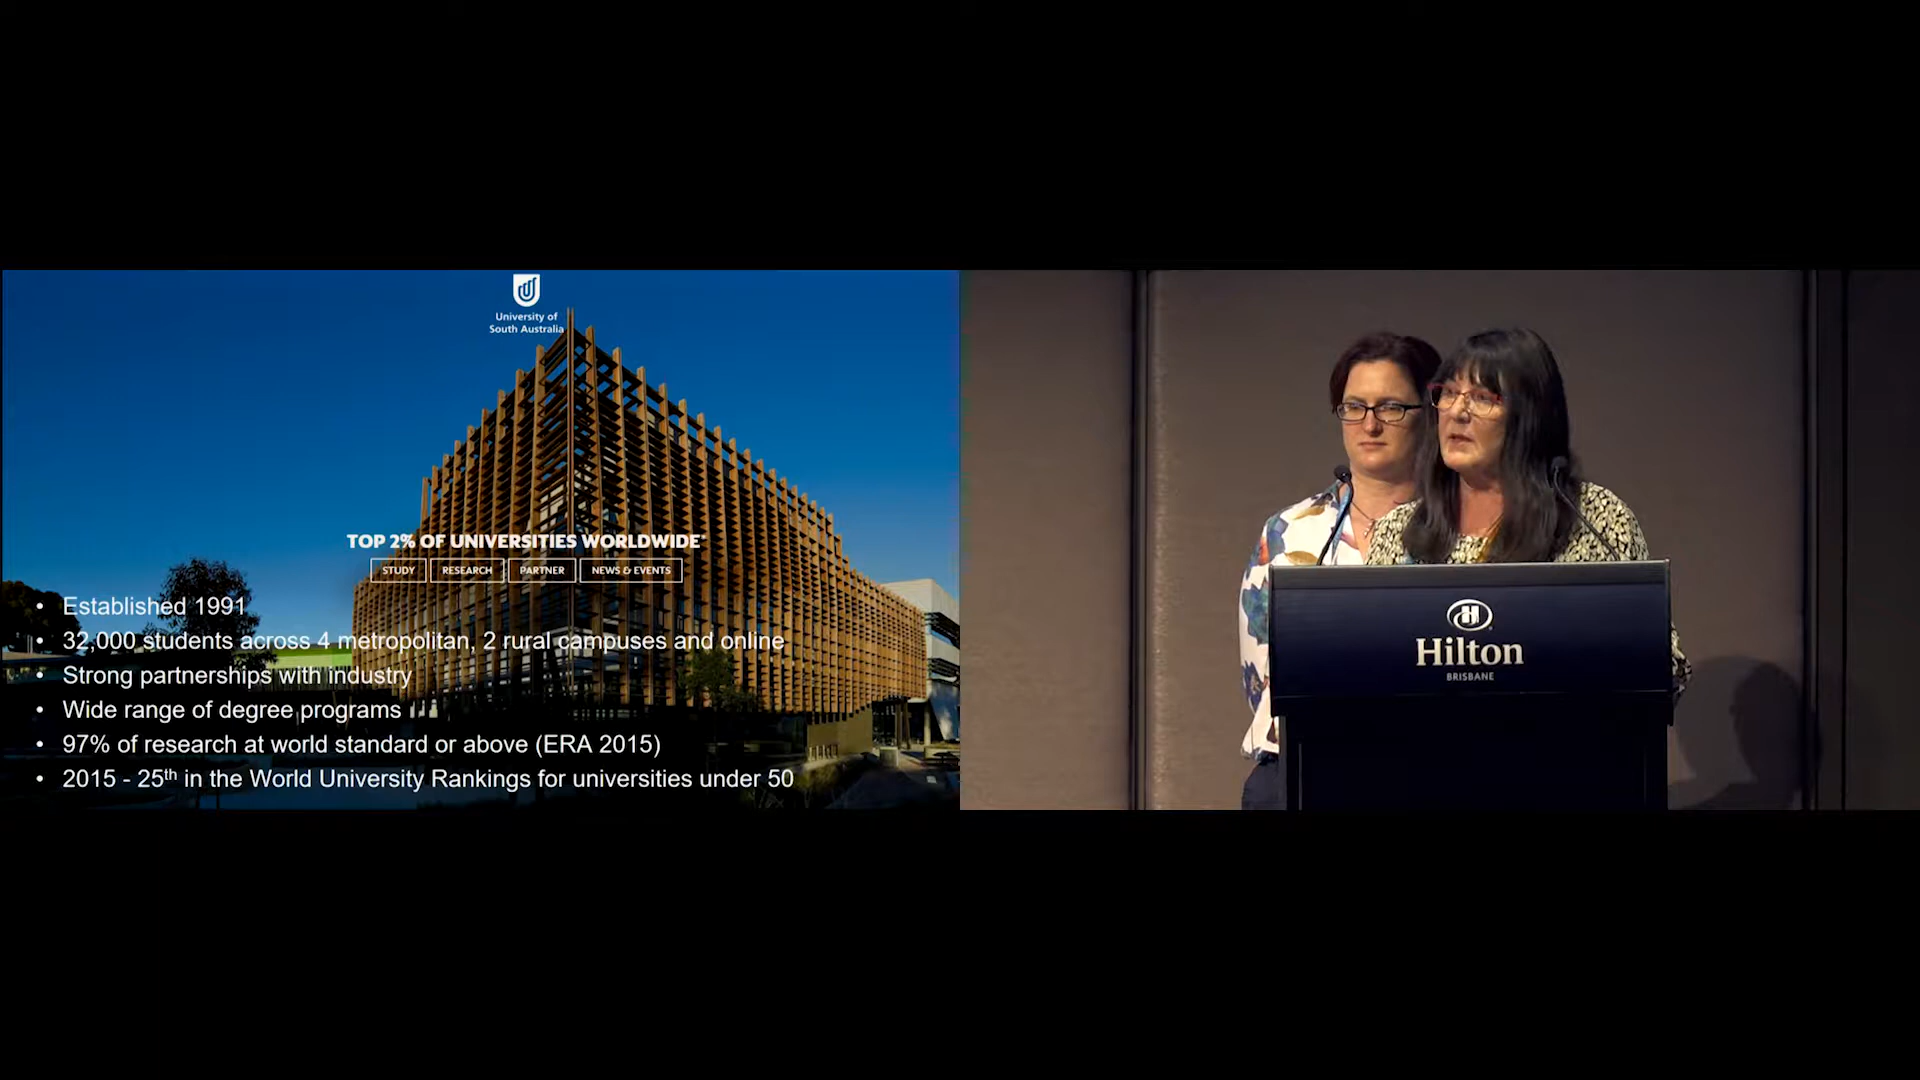 University of
South Australia
TOP 2% OF UNIVERSITIES WORLDWIDE*
STUDY
RESEARCH
PARTNER
NEWS & EVENTS
• Established 1991
• 32,000 students across 4 metropolitan, 2 rural campuses and online
• Strong partnerships with industry
• Wide range of degree programs
• 97% of research at world standard or above (ERA 2015)
• 2015 - 25th in the World University Rankings for universities under 50
Hilton
BRISBANE